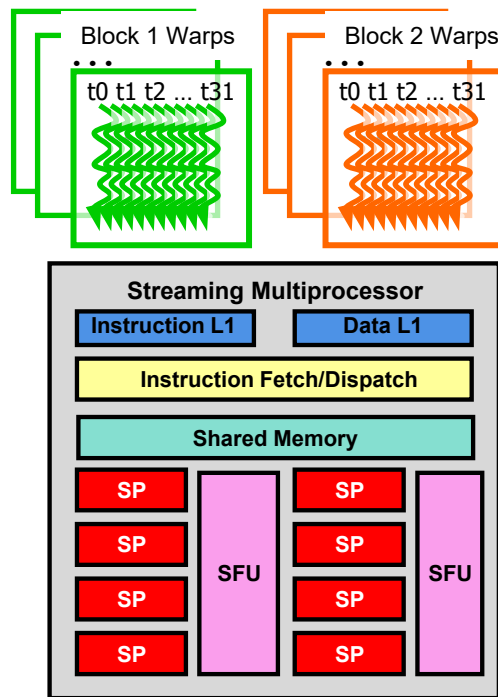 Block 1 Warps
Block 2 Warps
...
...
t0 t1 t2 ... t31
t0 t1 t2 ... t31
Streaming Multiprocessor
Instruction L1
Data L1
Instruction Fetch/Dispatch
Shared Memory
SP
SP
SP
SP
SFU
SP
SP
SP
SP
SFU